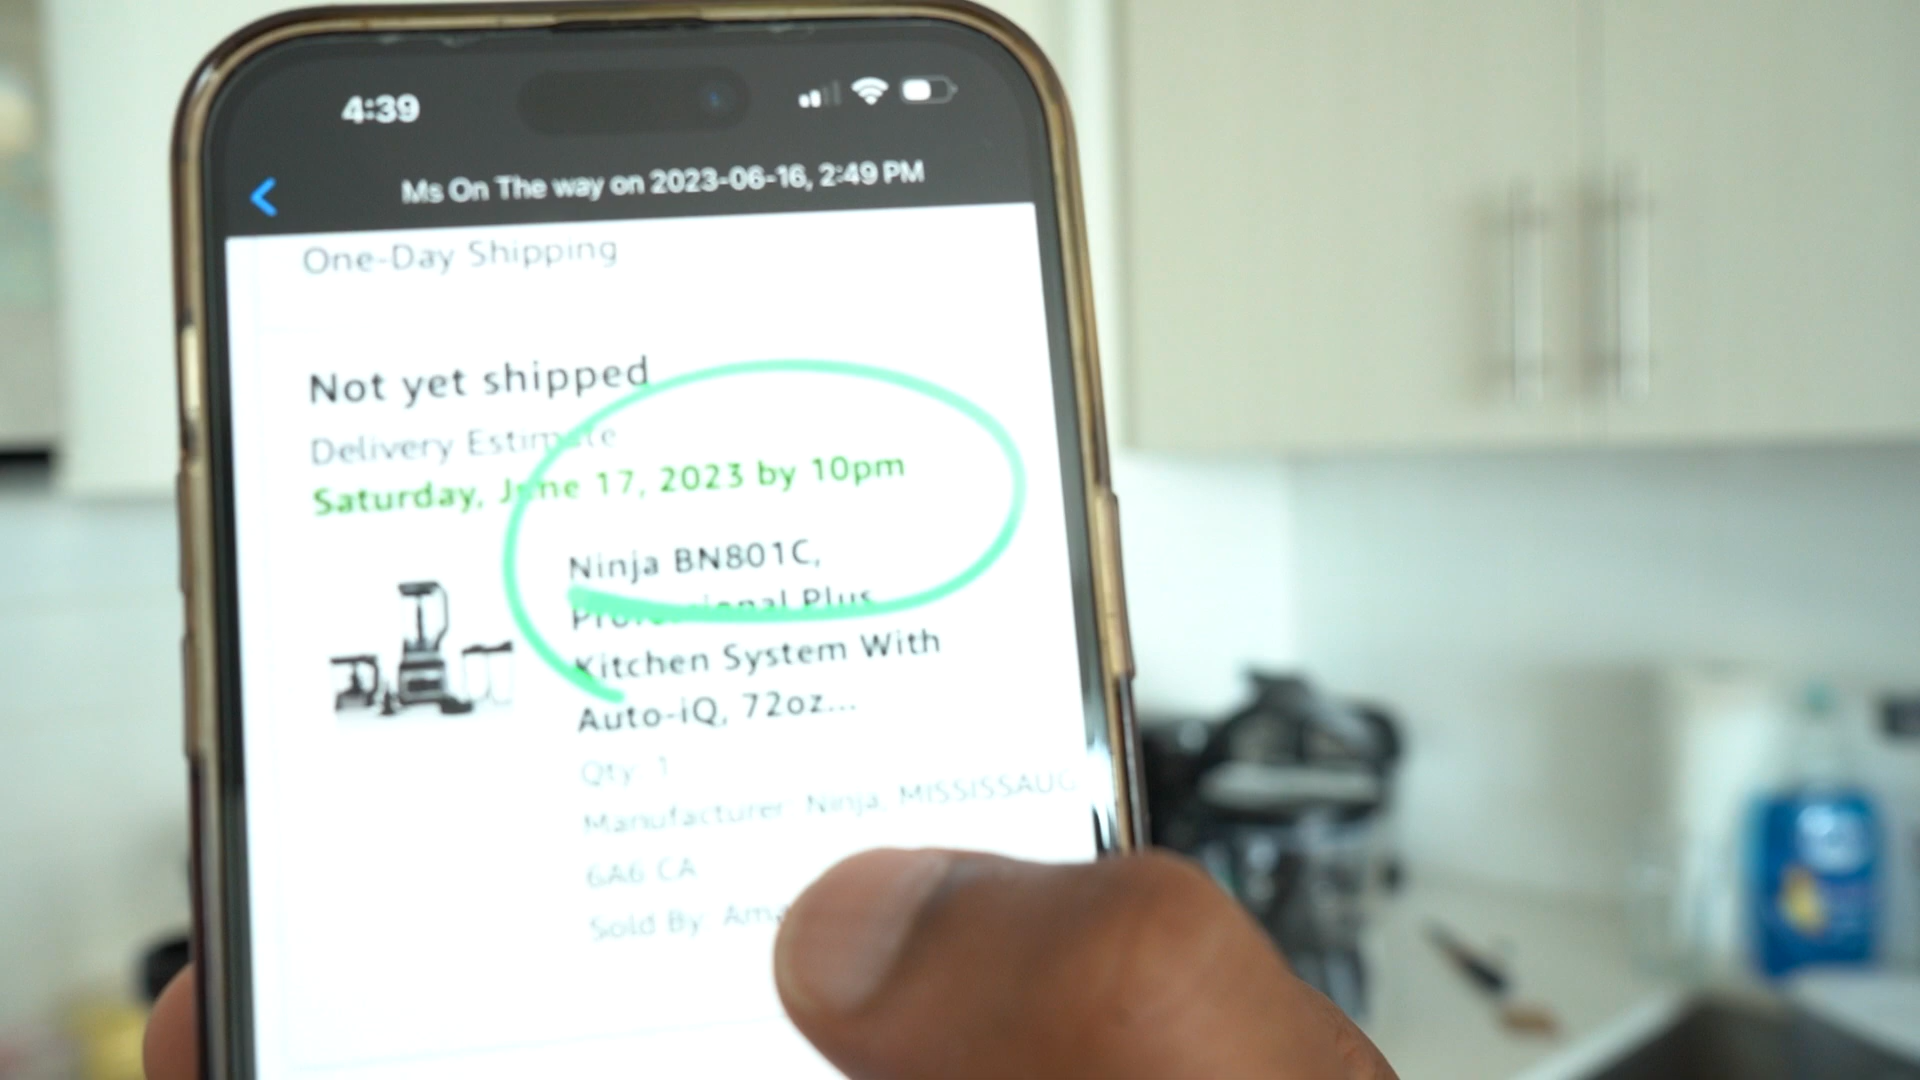 4:39
Ms On The way on 2023-06-16, 2:49 PM
One-Day Shipping
Not yet shipped
Delivery Estimate
Saturday, June 17, 2023 by 10pm
Ninja BN801C,
Professional Plus
Kitchen System With
Auto-iQ, 72oz...
Qty: 1
Manufacturer: Ninja, MISSISSAUG
6A6 CA
Sold By: Ama